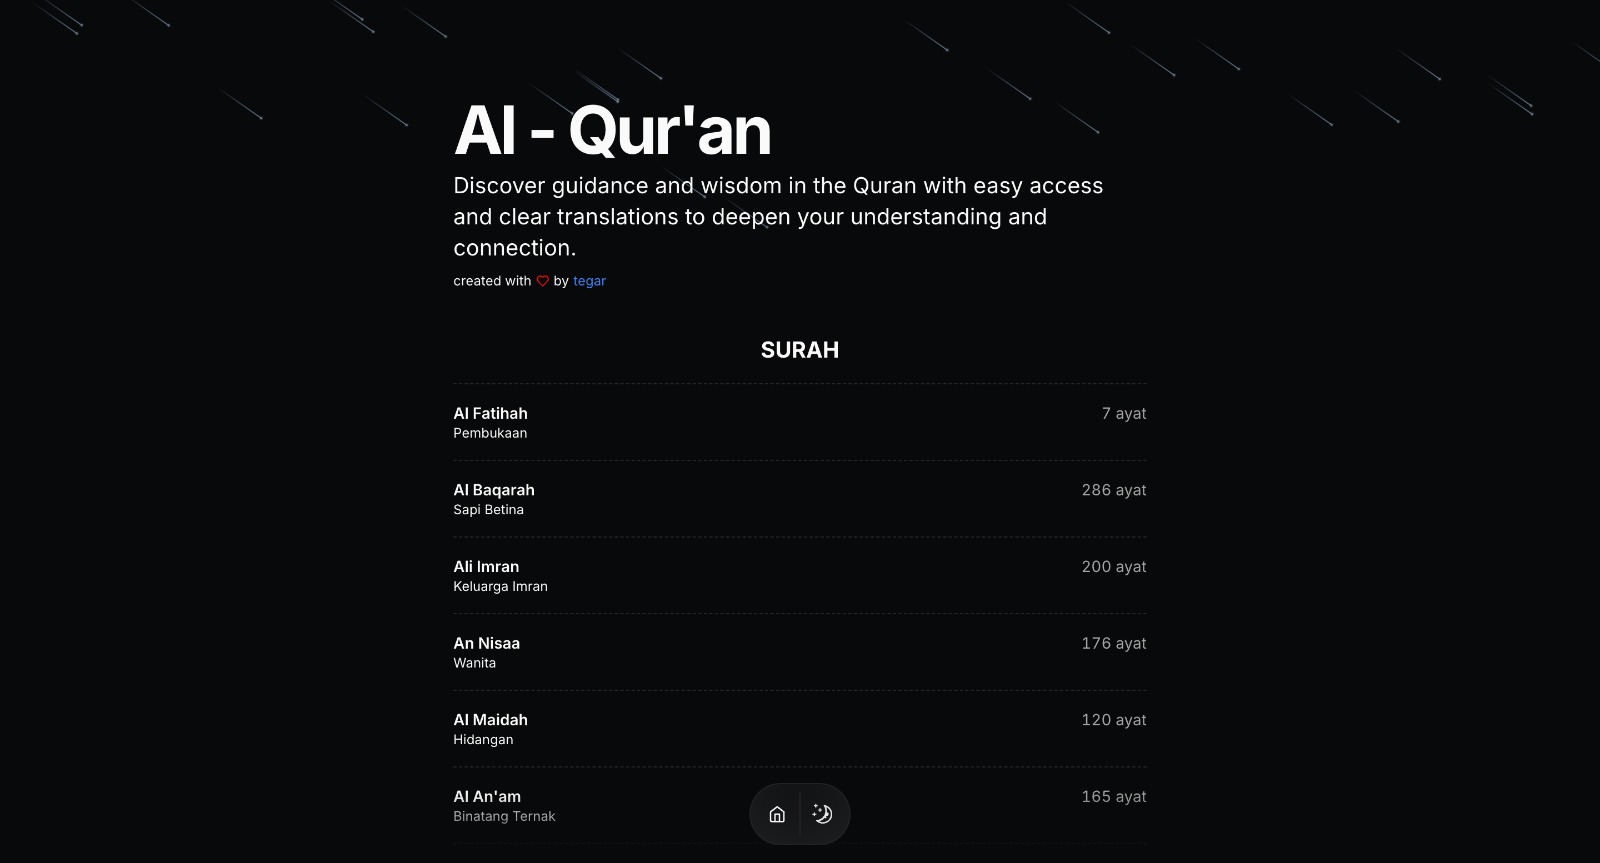 Al - Qur'an
Discover guidance and wisdom in the Quran with easy access
and clear translations to deepen your understanding and
connection.
created with by tegar
SURAH
Al Fatihah 7 ayat
Pembukaan
Al Baqarah 286 ayat
Sapi Betina
Ali Imran 200 ayat
Keluarga Imran
An Nisaa 176 ayat
Wanita
Al Maidah 120 ayat
Hidangan
Al An'am 165 ayat
Binatang Ternak